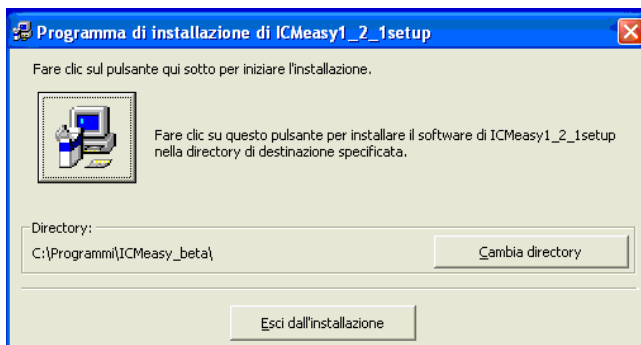 Programma di installazione di ICMeasy1_2_1setup
Fare clic sul pulsante qui sotto per iniziare l'installazione.
Fare clic su questo pulsante per installare il software di ICMeasy1_2_1setup
nella directory di destinazione specificata.
Directory:
C:\Programmi\ICMeasy_beta\
Cambia directory
Esci dall'installazione